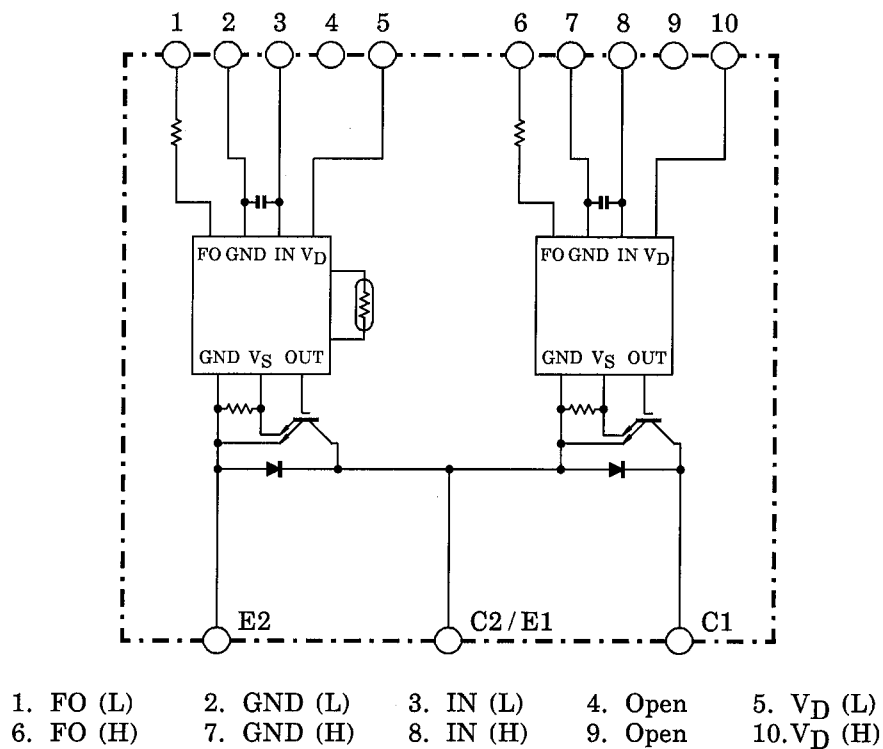 1 2 3 4 5 6 7 8 9 10
FO GND IN VD FO GND IN VD
GND VS OUT GND VS OUT
E2 C2/E1 C1
1. FO (L) 2. GND (L) 3. IN (L) 4. Open 5. VD (L)
6. FO (H) 7. GND (H) 8. IN (H) 9. Open 10. VD (H)